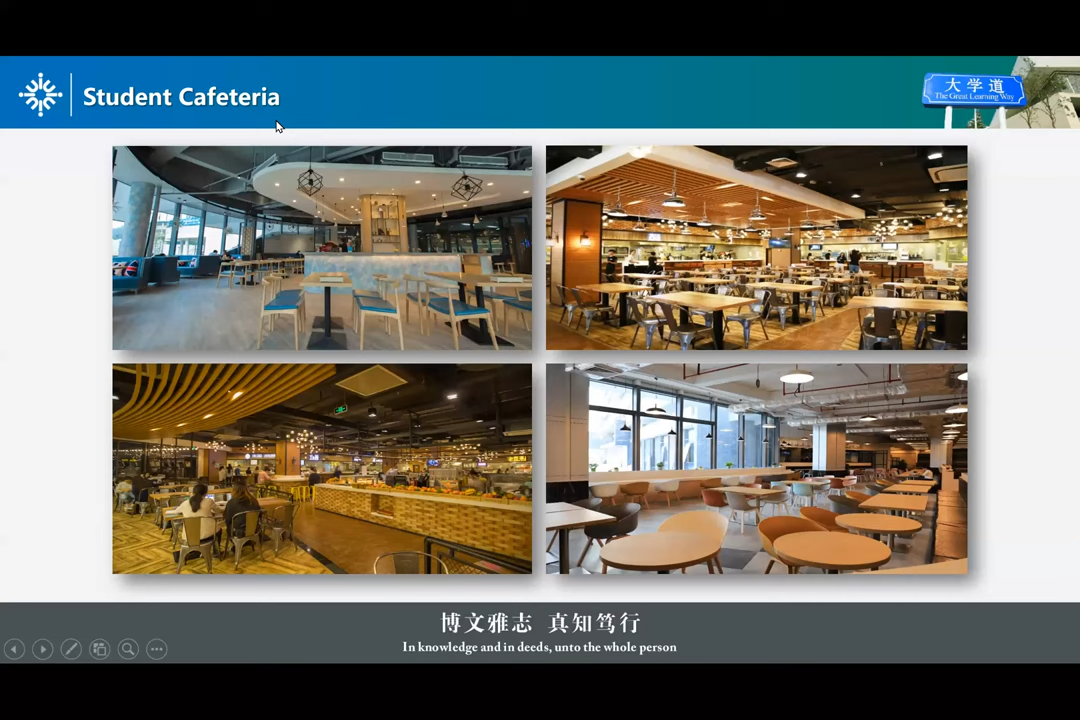 Student Cafeteria
大学道
The Great Learning Way
博文雅志 真知笃行
In knowledge and in deeds, unto the whole person